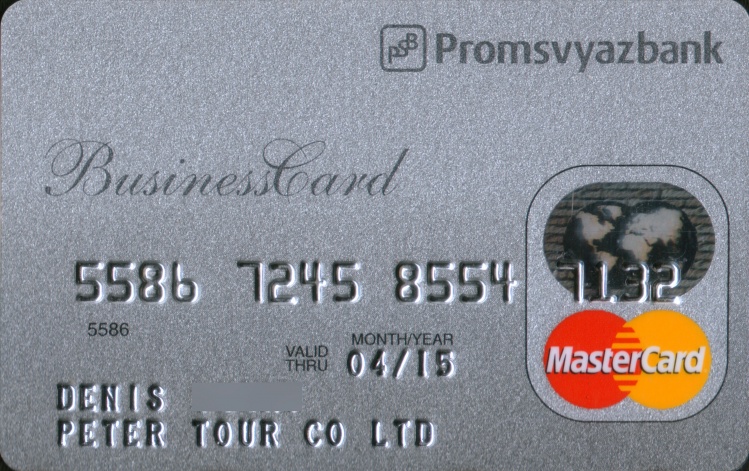 PSB Promsvyazbank
BusinessCard
5586 7245 8554 7132
5586
MONTH/YEAR
VALID THRU 04/15
DENIS
PETER TOUR CO LTD
MasterCard